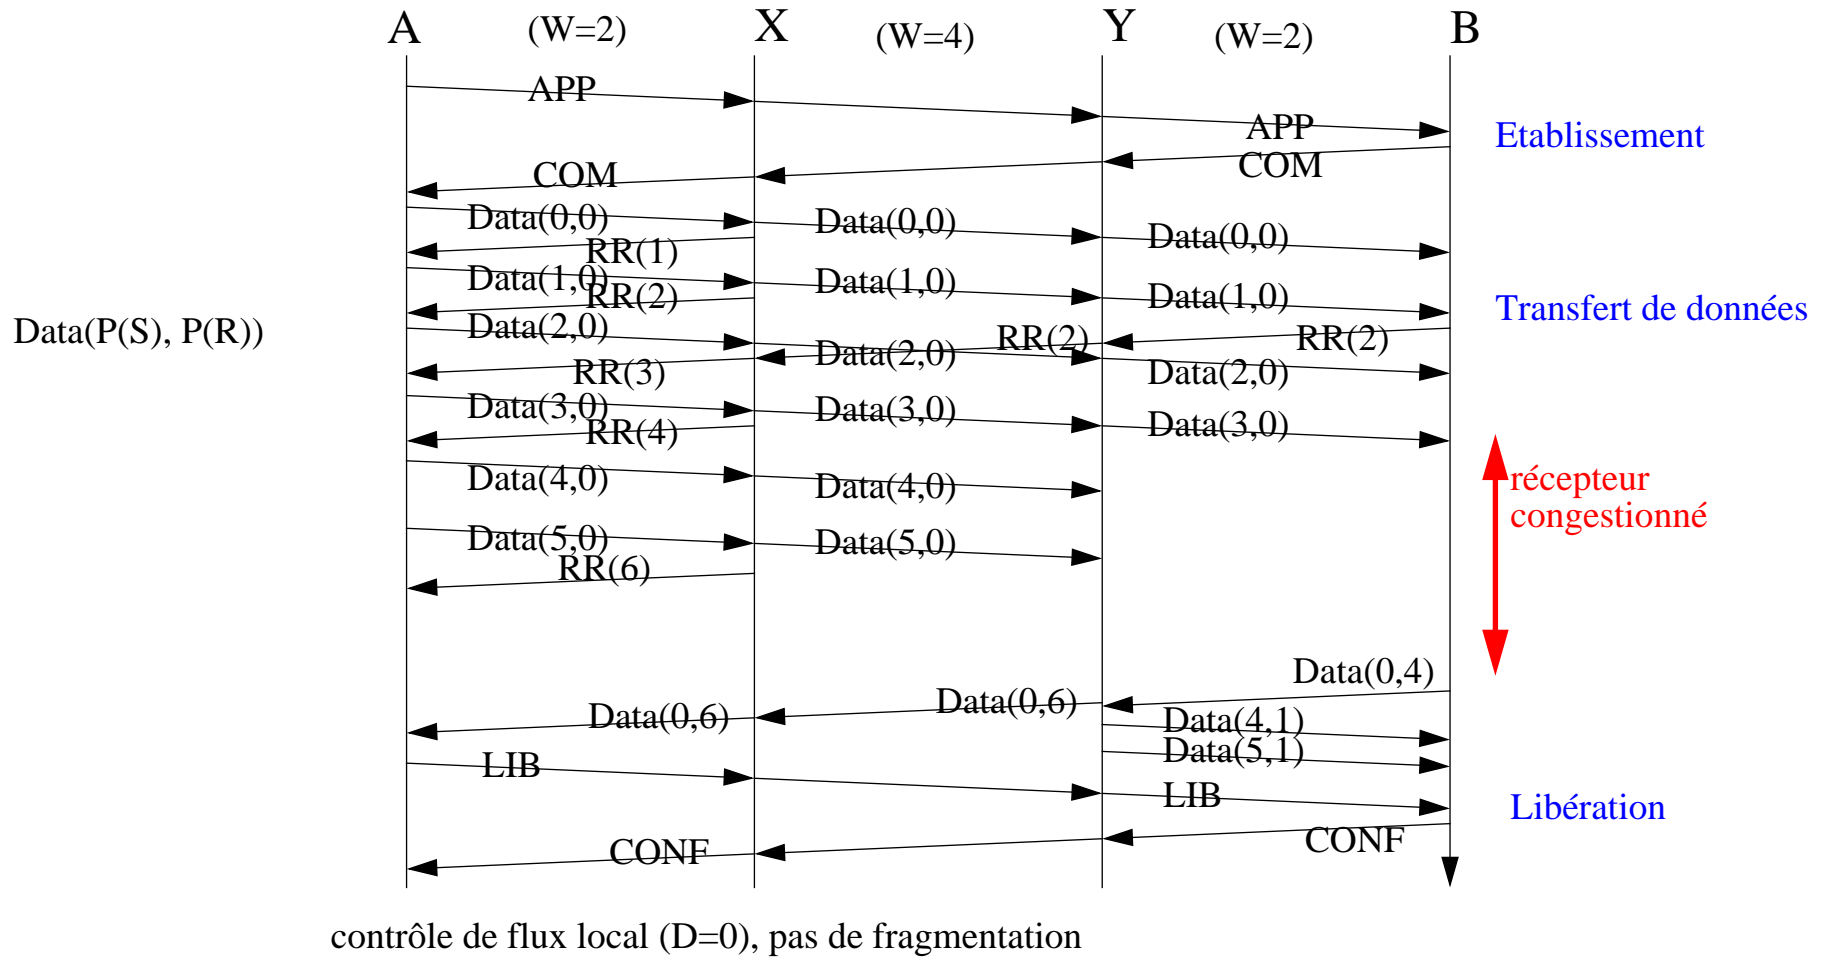 A (W=2) X (W=4) Y (W=2) B
APP
APP
Etablissement
COM
COM
Data(0,0) Data(0,0) Data(0,0)
RR(1)
Data(1,0) Data(1,0) Data(1,0)
RR(2)
Transfert de données
Data(P(S), P(R))
Data(2,0) RR(2) RR(2)
Data(2,0)
RR(3) Data(2,0)
Data(3,0) Data(3,0) Data(3,0)
RR(4)
récepteur
congestionné
Data(4,0) Data(4,0)
Data(5,0) Data(5,0)
RR(6)
Data(0,4)
Data(0,6) Data(0,6)
Data(4,1)
Data(5,1)
LIB
LIB
Libération
CONF
CONF
contrôle de flux local (D=0), pas de fragmentation